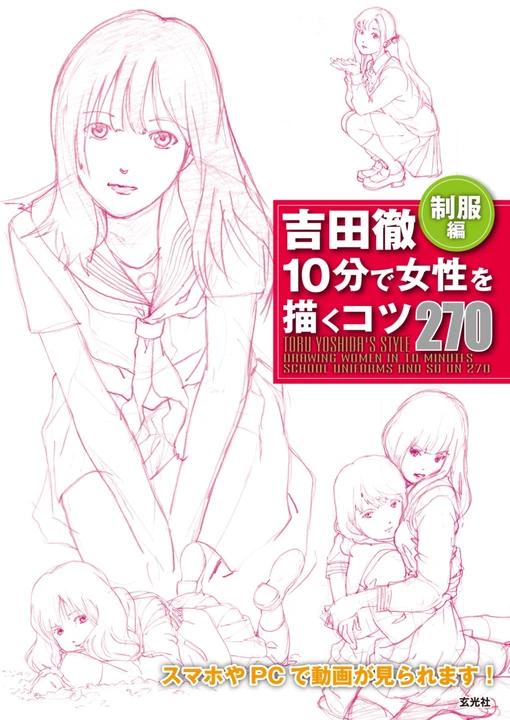 制服
編
吉田徹
10分で女性を
描くコツ270
TORU YOSHIDA'S STYLE
DRAWING WOMEN IN 10 MINUTES
SCHOOL UNIFORMS AND SO ON 270
スマホやPCで動画が見られます！
玄光社